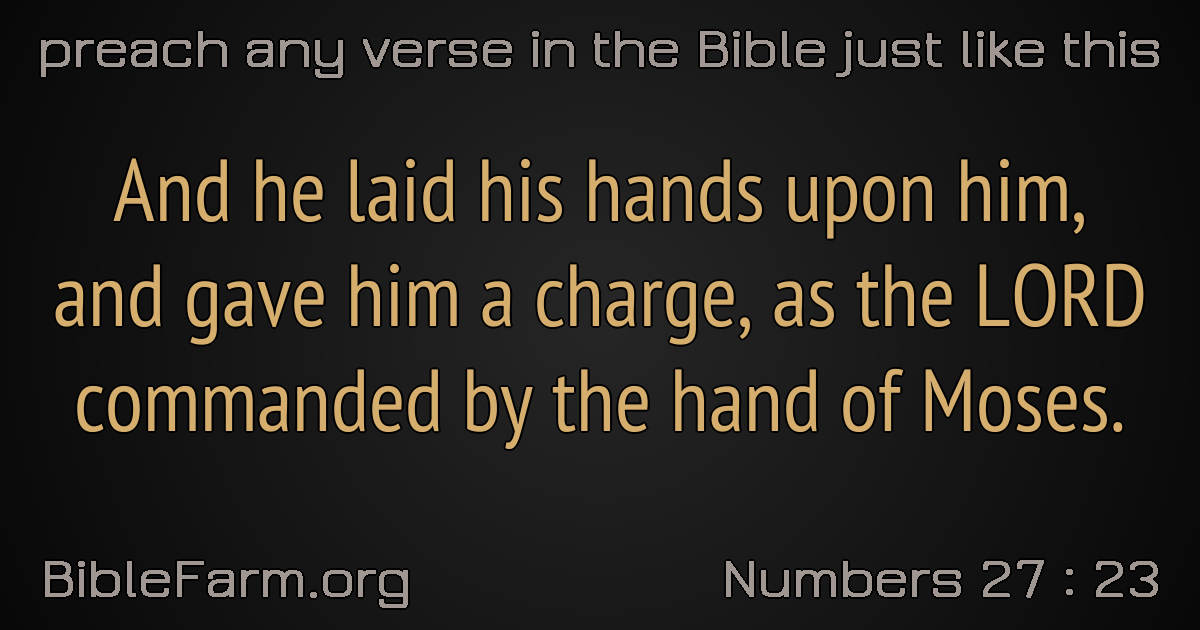 preach any verse in the Bible just like this
And he laid his hands upon him,
and gave him a charge, as the LORD
commanded by the hand of Moses.
BibleFarm.org
Numbers 27 : 23